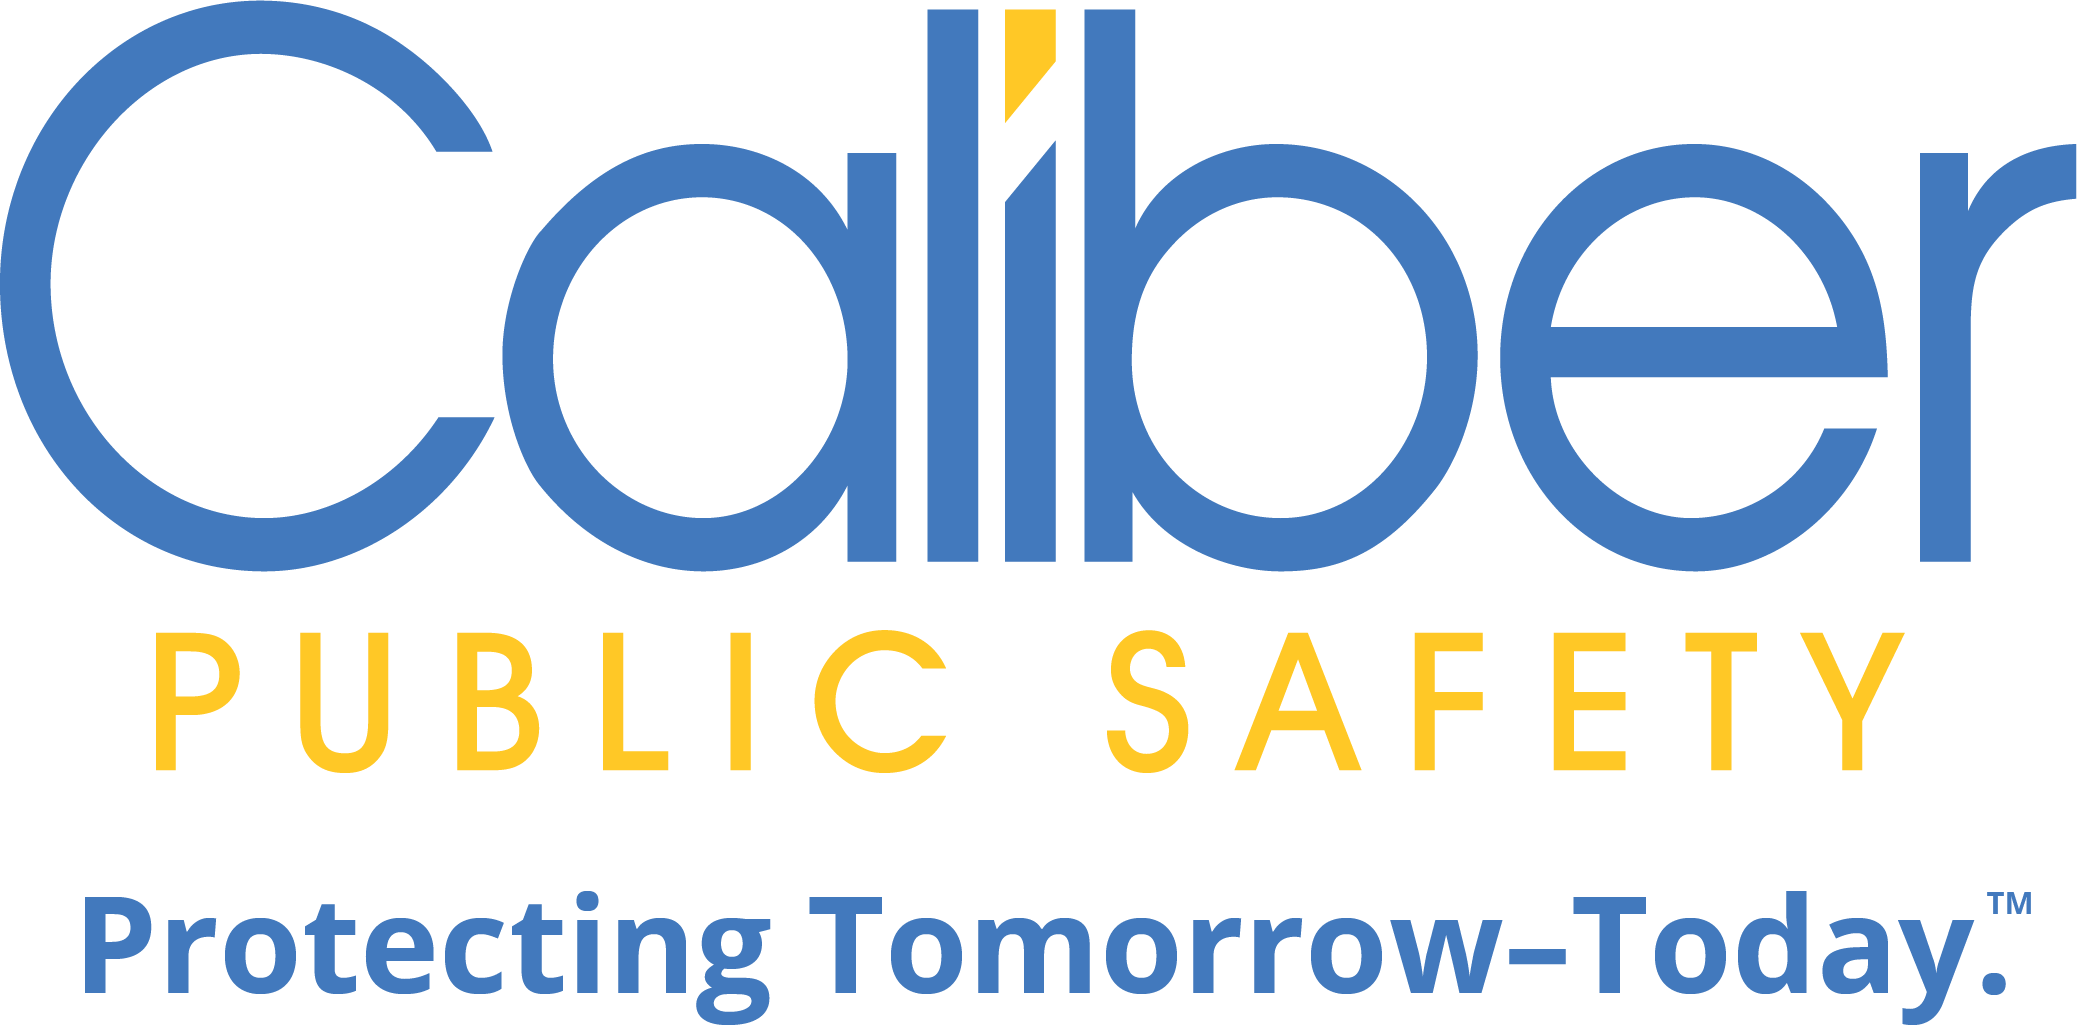 Caliber
PUBLIC SAFETY
Protecting Tomorrow–Today.™